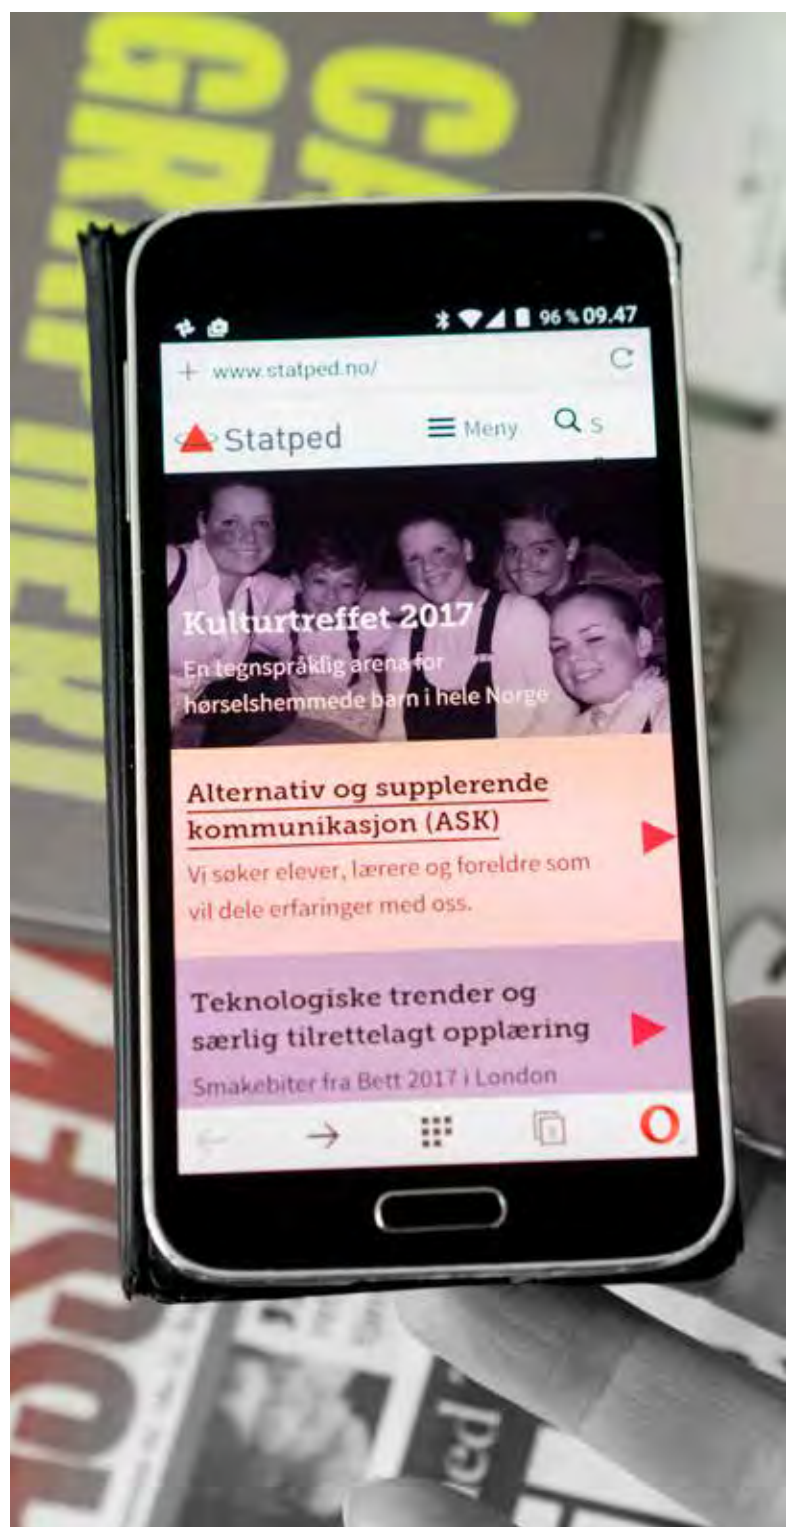 96 % 09.47
www.statped.no/
Statped
Meny
S
Kulturtreffet 2017
En tegnspråklig arena for
hørselshemmede barn i hele Norge
Alternativ og supplerende
kommunikasjon (ASK)
Vi søker elever, lærere og foreldre som
vil dele erfaringer med oss.
Teknologiske trender og
særlig tilrettelagt opplæring
Smakebiter fra Bett 2017 i London